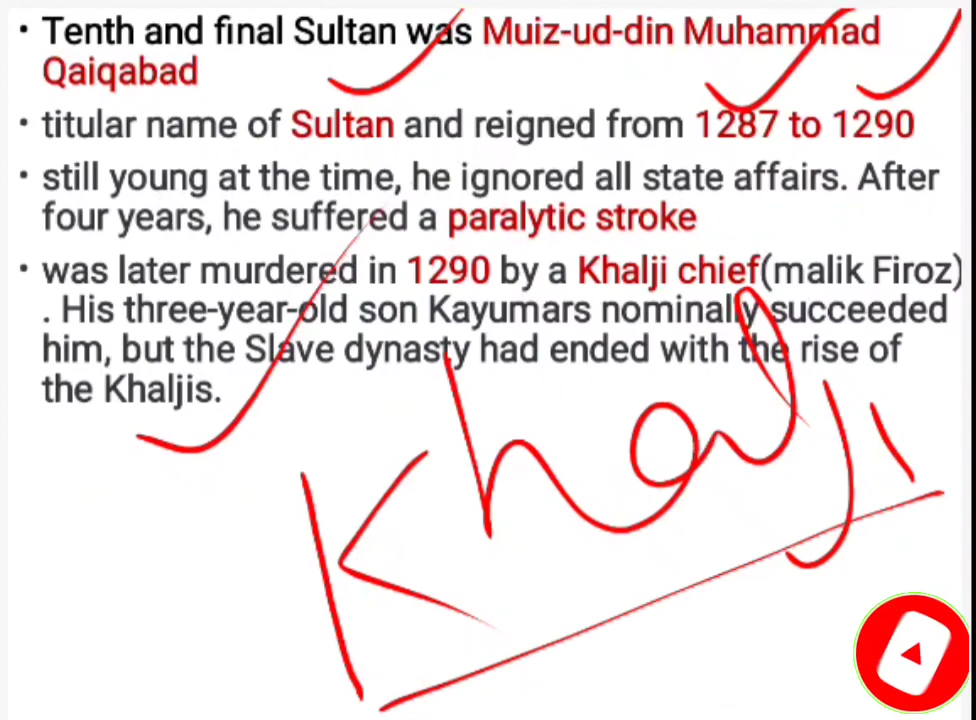 • Tenth and final Sultan was Muiz-ud-din Muhammad
Qaiqabad
• titular name of Sultan and reigned from 1287 to 1290
• still young at the time, he ignored all state affairs. After
four years, he suffered a paralytic stroke
• was later murdered in 1290 by a Khalji chief(malik Firoz)
. His three-year-old son Kayumars nominally succeeded
him, but the Slave dynasty had ended with the rise of
the Khaljis.
Khalji